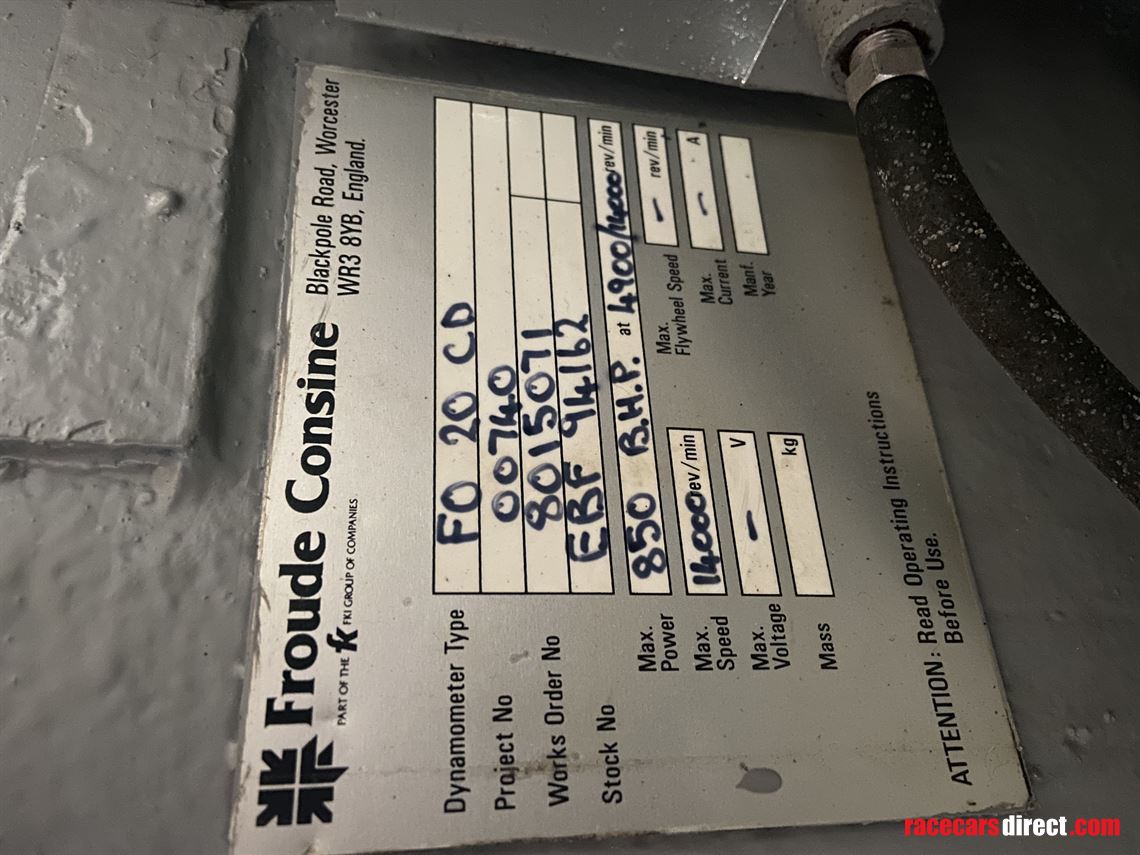 Froude Consine
Blackpole Road, Worcester
WR3 8YB, England.
PART OF THE fk FKI GROUP OF COMPANIES
Dynamometer Type FO 20 CD
Project No 00740
Works Order No 8015071
Stock No EBF 94162
Max. Power 850 B.H.P. at 4900/14000 rev/min
Max. Speed 14000 rev/min Max. Flywheel Speed - rev/min
Max. Voltage - V Max. Current - A
Mass kg Manf. Year
ATTENTION: Read Operating Instructions
Before Use.
racecarsdirect.com